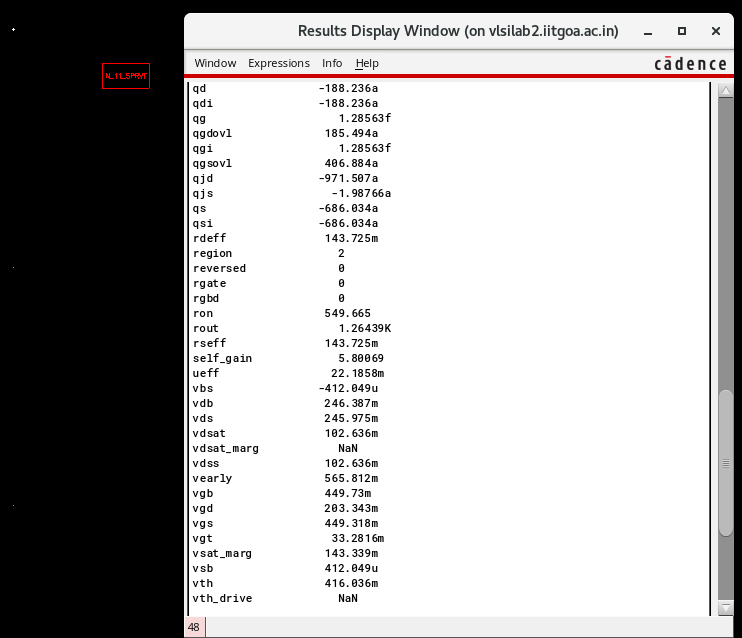 Results Display Window (on vlsilab2.iitgoa.ac.in)
Window Expressions Info Help cādence
qd -188.236a
qdi -188.236a
qg 1.28563f
qgdovl 185.494a
qgi 1.28563f
qgsovl 406.884a
qjd -971.507a
qjs -1.98766a
qs -686.034a
qsi -686.034a
rdeff 143.725m
region 2
reversed 0
rgate 0
rgbd 0
ron 549.665
rout 1.26439K
rseff 143.725m
self_gain 5.80069
ueff 22.1858m
vbs -412.049u
vdb 246.387m
vds 245.975m
vdsat 102.636m
vdsat_marg NaN
vdss 102.636m
vearly 565.812m
vgb 449.73m
vgd 203.343m
vgs 449.318m
vgt 33.2816m
vsat_marg 143.339m
vsb 412.049u
vth 416.036m
vth_drive NaN
48